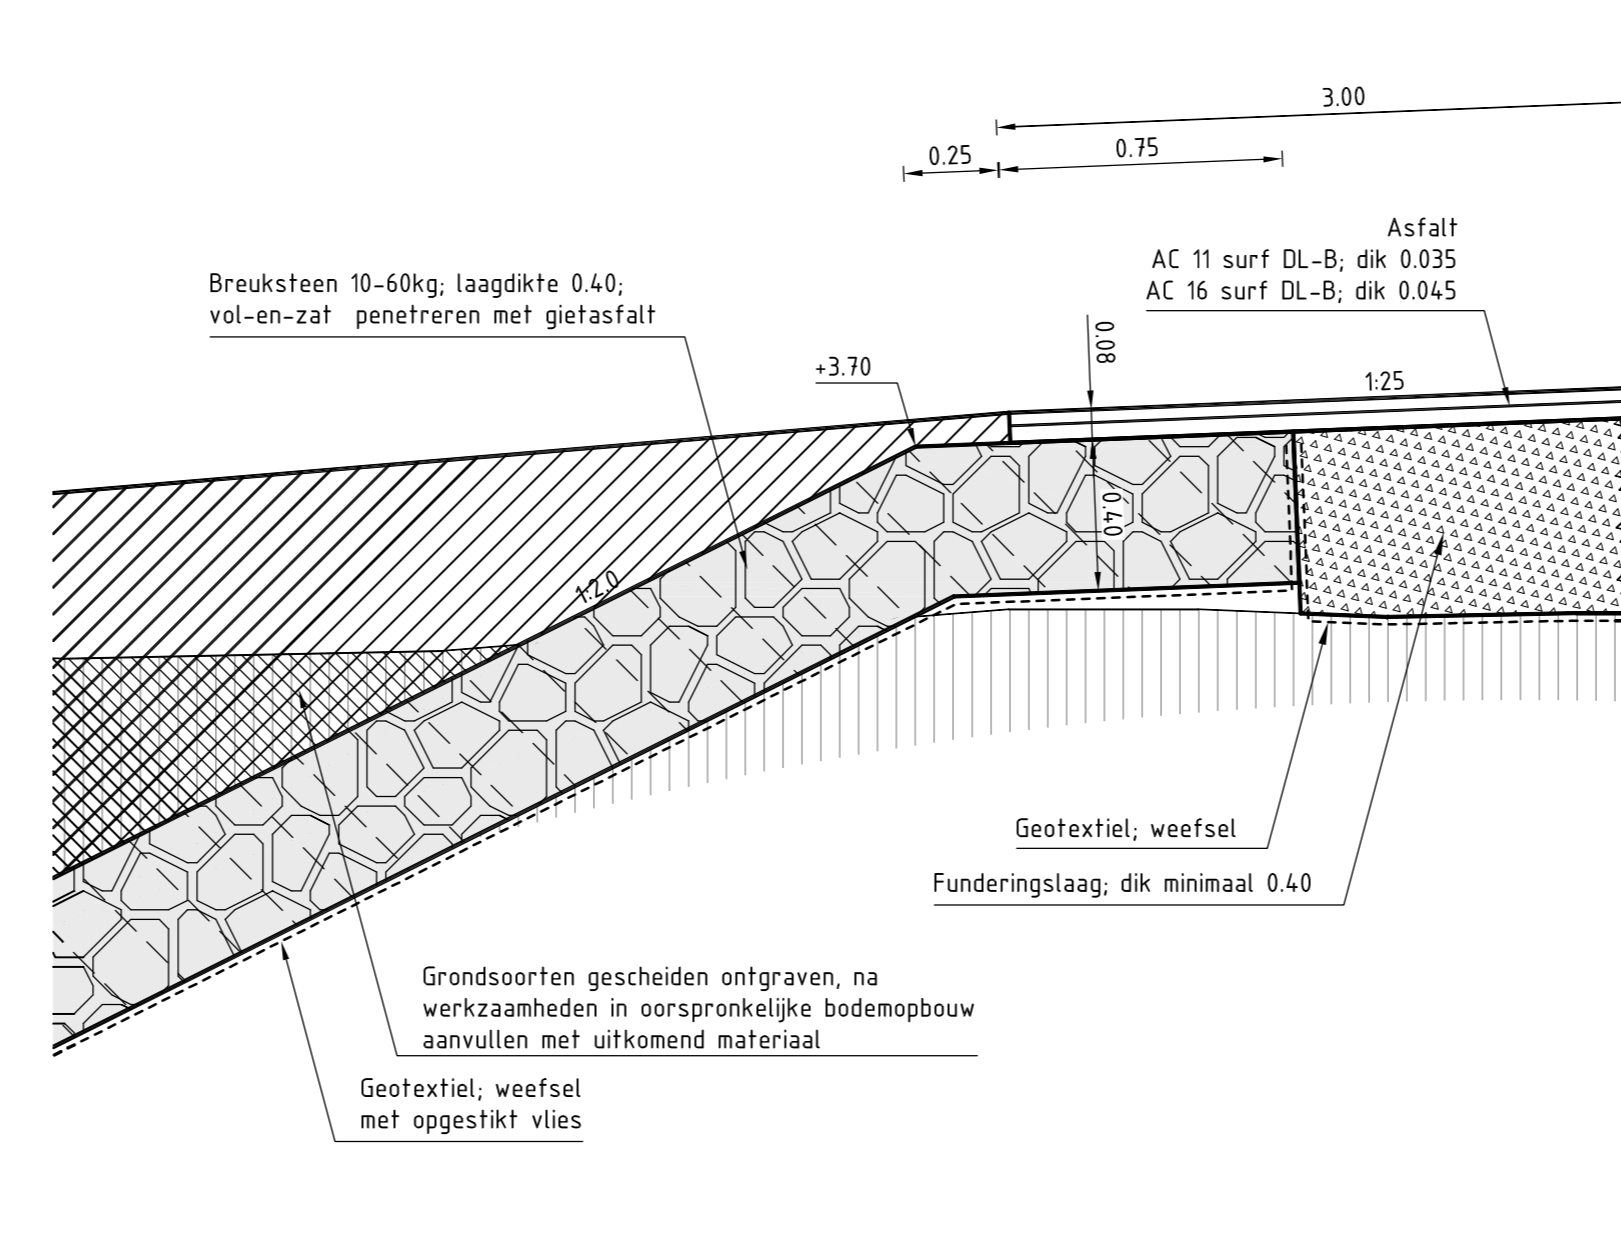 3.00
0.25
0.75
Asfalt
AC 11 surf DL-B; dik 0.035
AC 16 surf DL-B; dik 0.045
Breuksteen 10-60kg; laagdikte 0.40;
vol-en-zat penetreren met gietasfalt
0.08
+3.70
1:25
0.40
1:2.0
Geotextiel; weefsel
Funderingslaag; dik minimaal 0.40
Grondsoorten gescheiden ontgraven, na
werkzaamheden in oorspronkelijke bodemopbouw
aanvullen met uitkomend materiaal
Geotextiel; weefsel
met opgestikt vlies